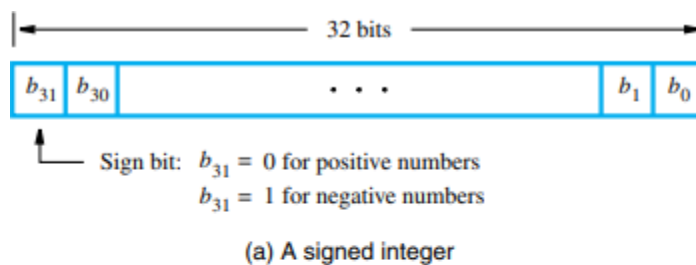 32 bits
b₃₁ b₃₀ . . . b₁ b₀
Sign bit: b₃₁ = 0 for positive numbers
b₃₁ = 1 for negative numbers
(a) A signed integer